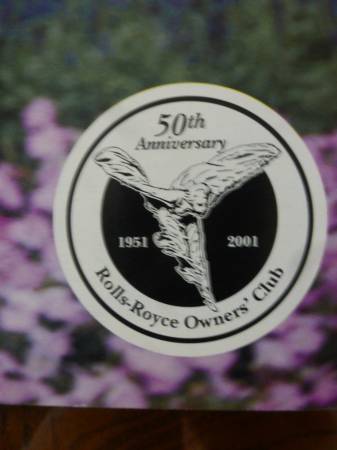 50th
Anniversary
1951 2001
Rolls-Royce Owners' Club